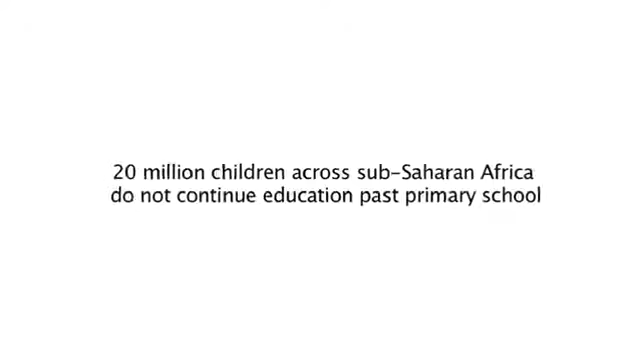 20 million children across sub-Saharan Africa
do not continue education past primary school